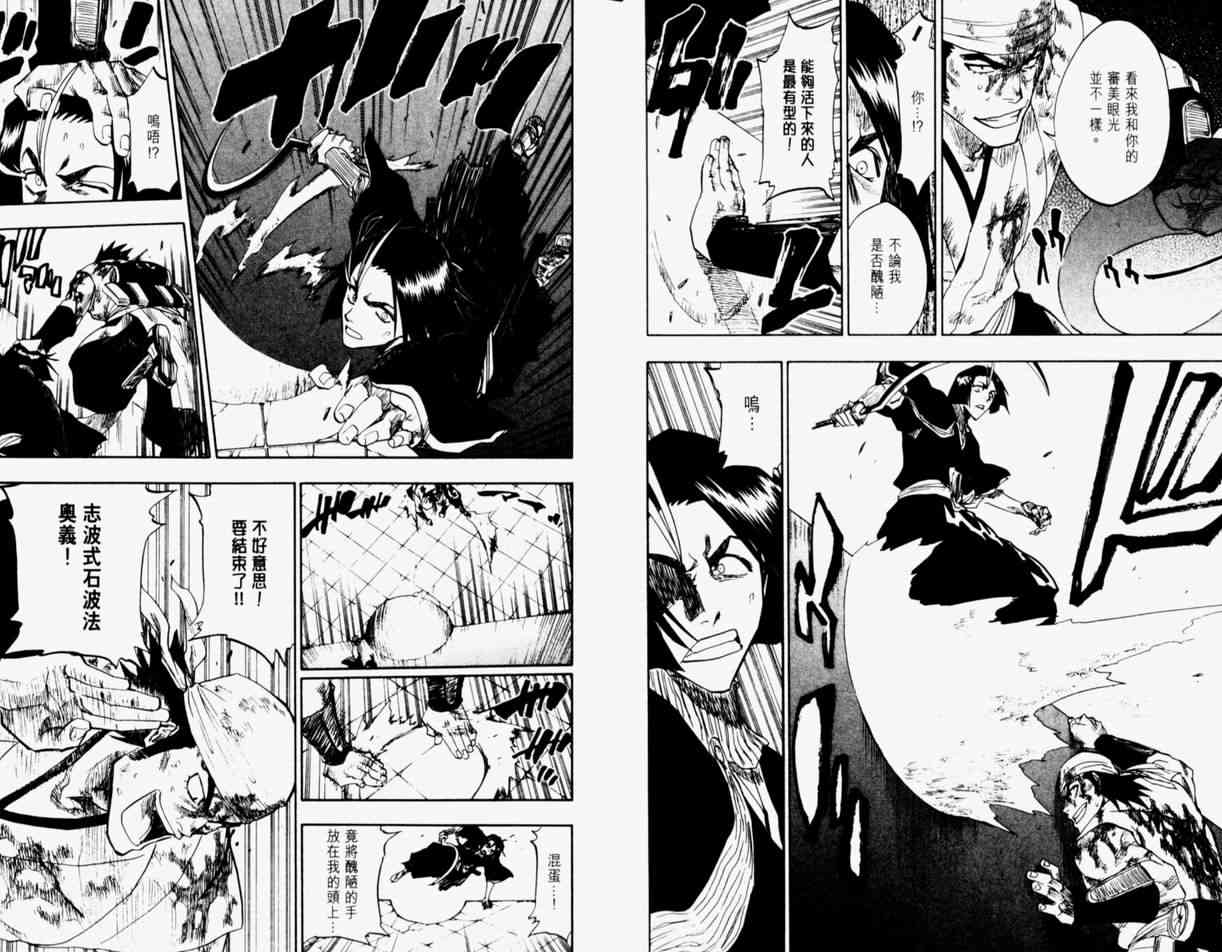 看來我和你的
審美眼光
並不一樣。
你…!?
不論我
是否醜陋…
能夠活下來的人
是最有型的！
嗚…
嗚唔!?
混蛋…!
竟將醜陋的手
放在我的頭上…
不好意思！
要結束了!!
志波式石波法
奧義！